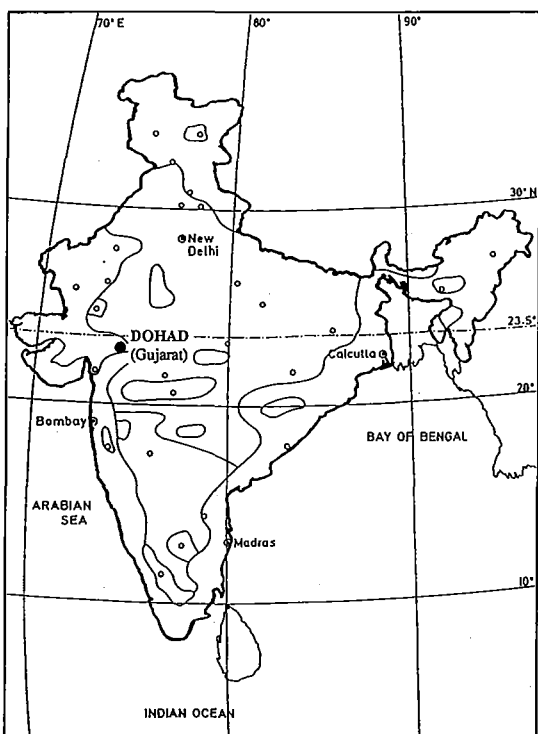 70° E
80°
90°
30° N
New
Delhi
DOHAD
(Gujarat)
23.5°
Calcutta
20°
Bombay
BAY OF BENGAL
ARABIAN
SEA
Madras
10°
INDIAN OCEAN